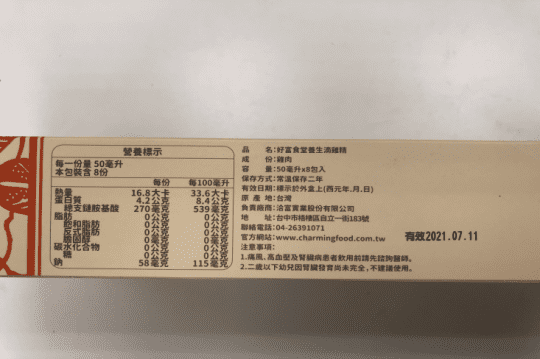 營養標示
每一份量 50毫升
本包裝含 8份
每份 每100毫升
熱量 16.8大卡 33.6大卡
蛋白質 4.2公克 8.4公克
總支鏈胺基酸 270毫克 539毫克
脂肪 0公克 0公克
飽和脂肪 0公克 0公克
反式脂肪 0公克 0公克
膽固醇 0毫克 0毫克
碳水化合物 0公克 0公克
糖 0公克 0公克
鈉 58毫克 115毫克
品 名:好富食堂養生滴雞精
成 份:雞肉
容 量:50毫升x8包入
保存方式:常溫保存二年
有效日期:標示於外盒上(西元年.月.日)
原 產 地:台灣
負責廠商:洽富實業股份有限公司
地 址:台中市梧棲區自立一街183號
聯絡電話:04-26391071
官方網站:www.charmingfood.com.tw
注意事項:
1.痛風、高血壓及腎臟病患者飲用前請先諮詢醫師。
2.二歲以下幼兒因腎臟發育尚未完全,不建議使用。
有效2021.07.11